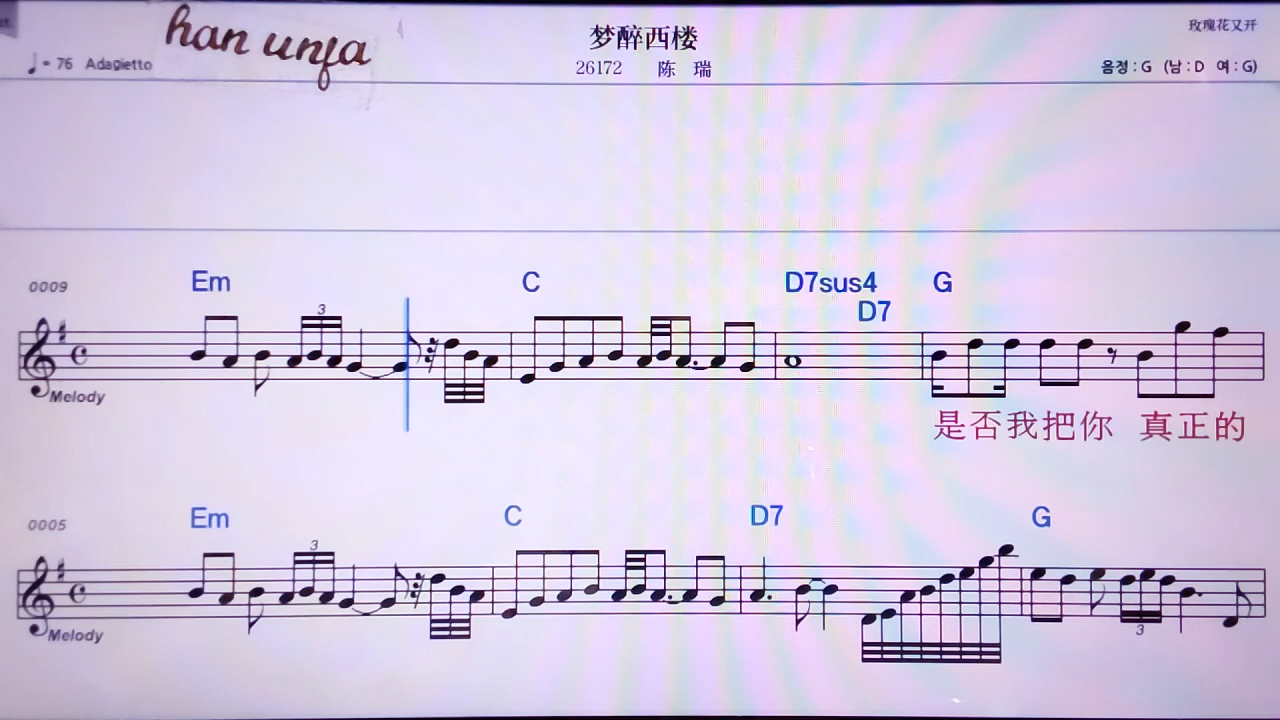 han unfa
梦醉西楼
玫瑰花又开
♩= 76 Adagietto
26172 陈 瑞
음정 : G (남 : D 여 : G)
0009
Em
C
D7sus4
D7
G
3
Melody
是否我把你 真正的
0005
Em
C
D7
G
3
3
Melody